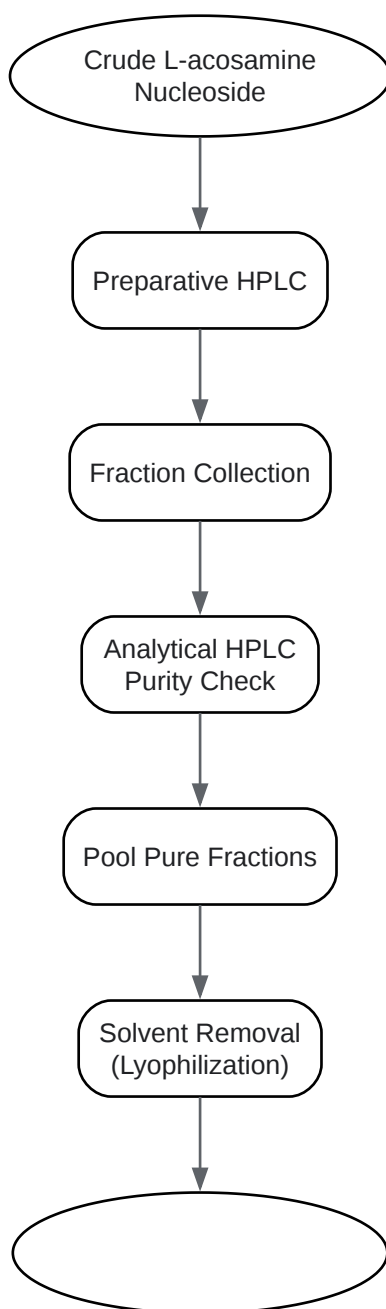 Crude L-acosamine
Nucleoside
Preparative HPLC
Fraction Collection
Analytical HPLC
Purity Check
Pool Pure Fractions
Solvent Removal
(Lyophilization)